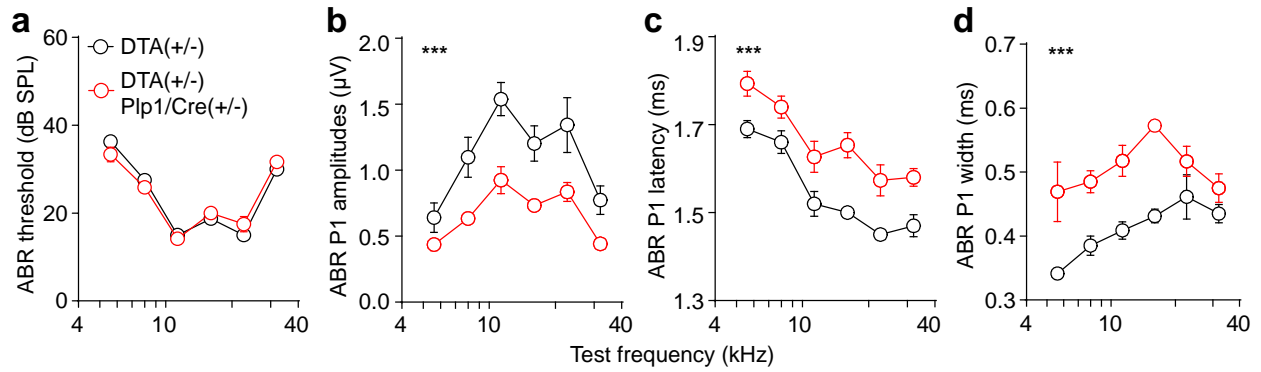 a
ABR threshold (dB SPL)
60
40
20
0
4
10
40
DTA(+/-)
DTA(+/-)
Plp1/Cre(+/-)
b
ABR P1 amplitudes (µV)
2.0
1.5
1.0
0.5
0.0
4
10
40
***
c
ABR P1 latency (ms)
1.9
1.7
1.5
1.3
4
10
40
***
d
ABR P1 width (ms)
0.7
0.6
0.5
0.4
0.3
4
10
40
***
Test frequency (kHz)